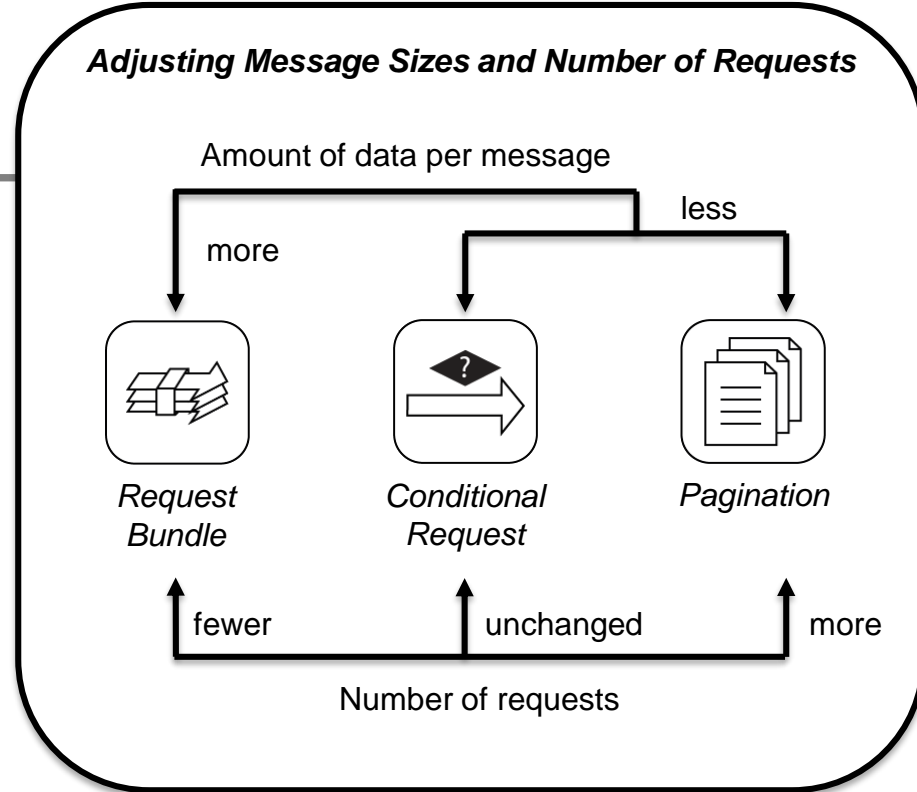 Adjusting Message Sizes and Number of Requests
Amount of data per message
less
more
?
Request
Bundle
Conditional
Request
Pagination
fewer
unchanged
more
Number of requests